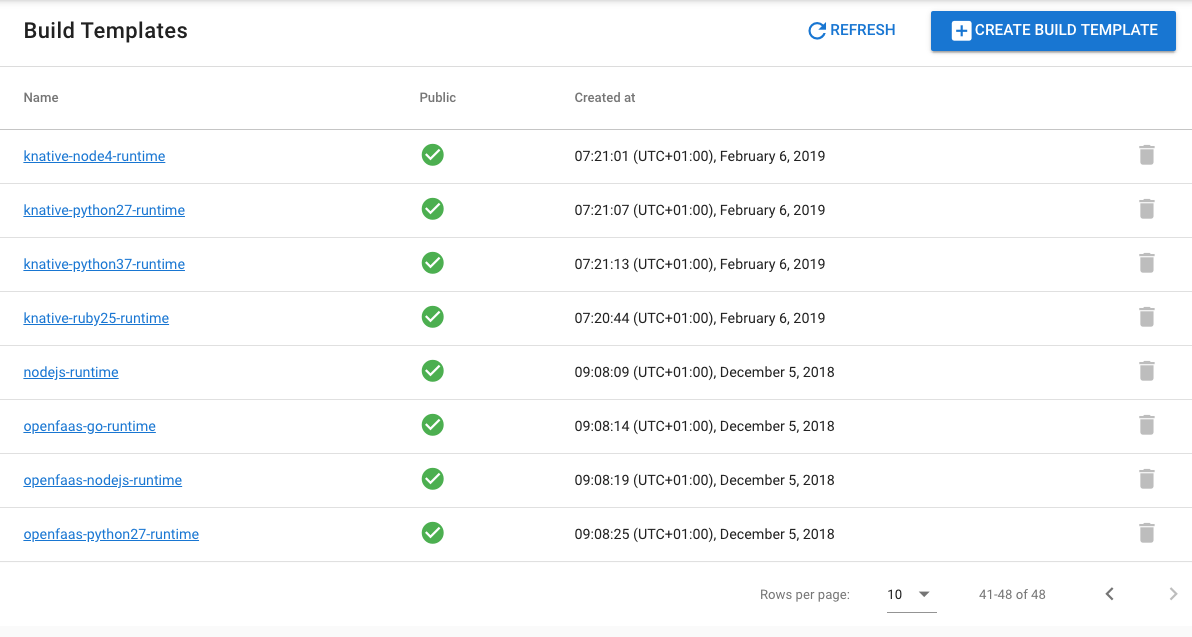 Build Templates REFRESH CREATE BUILD TEMPLATE
Name Public Created at
knative-node4-runtime 07:21:01 (UTC+01:00), February 6, 2019
knative-python27-runtime 07:21:07 (UTC+01:00), February 6, 2019
knative-python37-runtime 07:21:13 (UTC+01:00), February 6, 2019
knative-ruby25-runtime 07:20:44 (UTC+01:00), February 6, 2019
nodejs-runtime 09:08:09 (UTC+01:00), December 5, 2018
openfaas-go-runtime 09:08:14 (UTC+01:00), December 5, 2018
openfaas-nodejs-runtime 09:08:19 (UTC+01:00), December 5, 2018
openfaas-python27-runtime 09:08:25 (UTC+01:00), December 5, 2018
Rows per page: 10 41-48 of 48